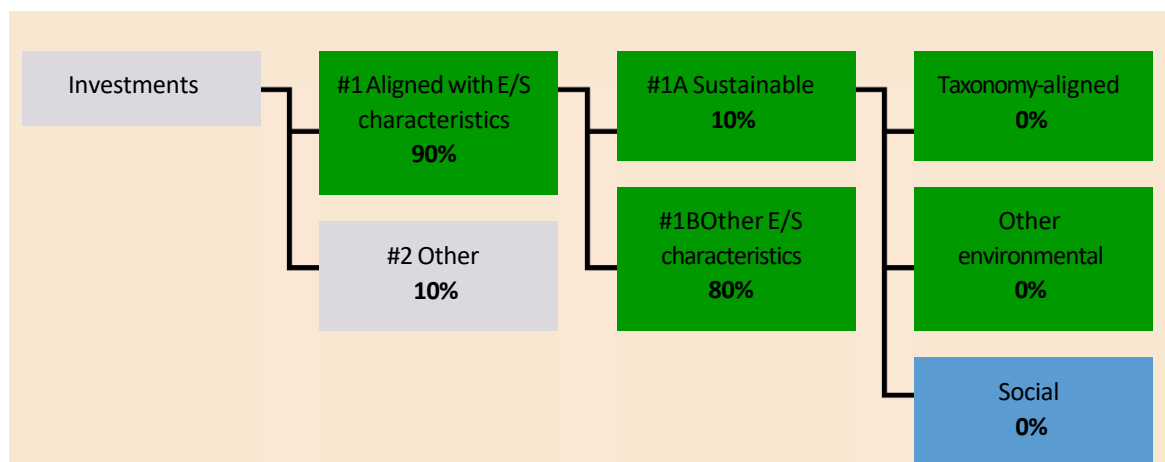 Investments
#1 Aligned with E/S
characteristics
90%
#2 Other
10%
#1A Sustainable
10%
#1BOther E/S
characteristics
80%
Taxonomy-aligned
0%
Other
environmental
0%
Social
0%